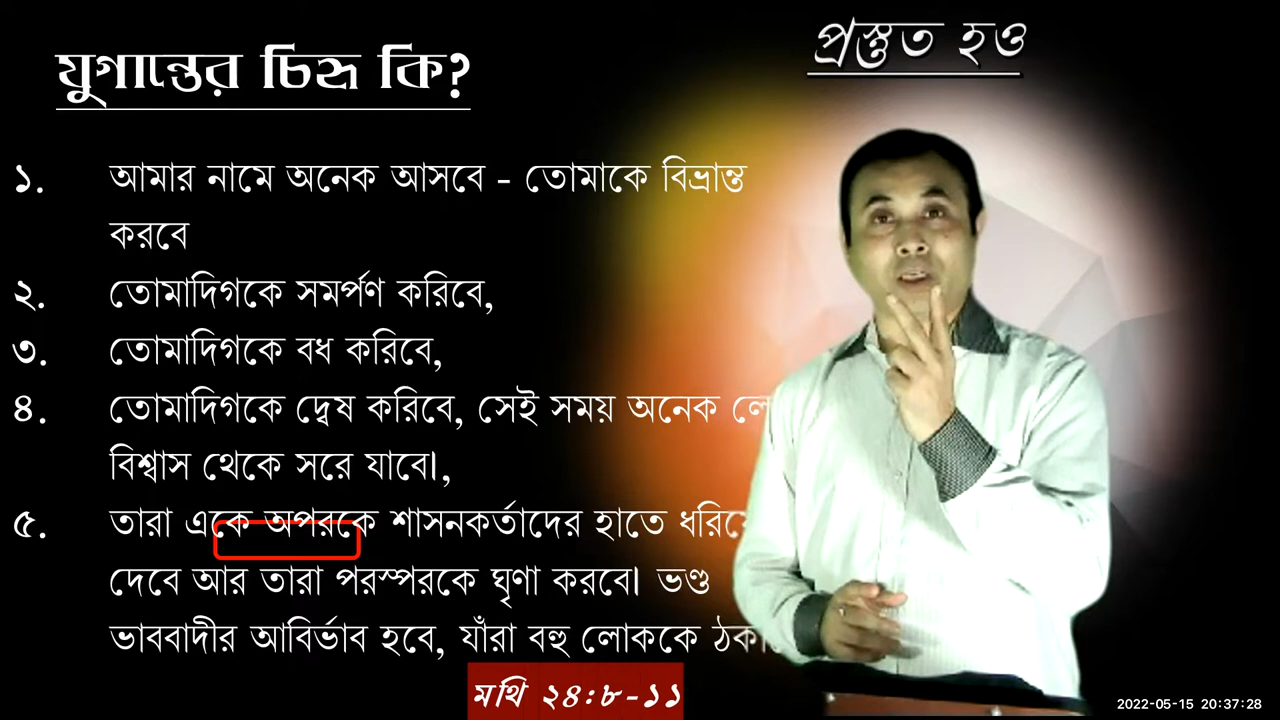 প্রস্তুত হও
যুগান্তের চিহ্ন কি?
১. আমার নামে অনেক আসবে - তোমাকে বিভ্রান্ত
করবে
২. তোমাদিগকে সমর্পণ করিবে,
৩. তোমাদিগকে বধ করিবে,
৪. তোমাদিগকে দ্বেষ করিবে, সেই সময় অনেক
বিশ্বাস থেকে সরে যাবে।,
৫. তারা একে অপরকে শাসনকর্তাদের হাতে
দেবে আর তারা পরস্পরকে ঘৃণা করবে। ভণ্ড
ভাববাদীর আবির্ভাব হবে, যাঁরা বহু লোককে
মথি ২৪:৮-১১
2022-05-15 20:37:28